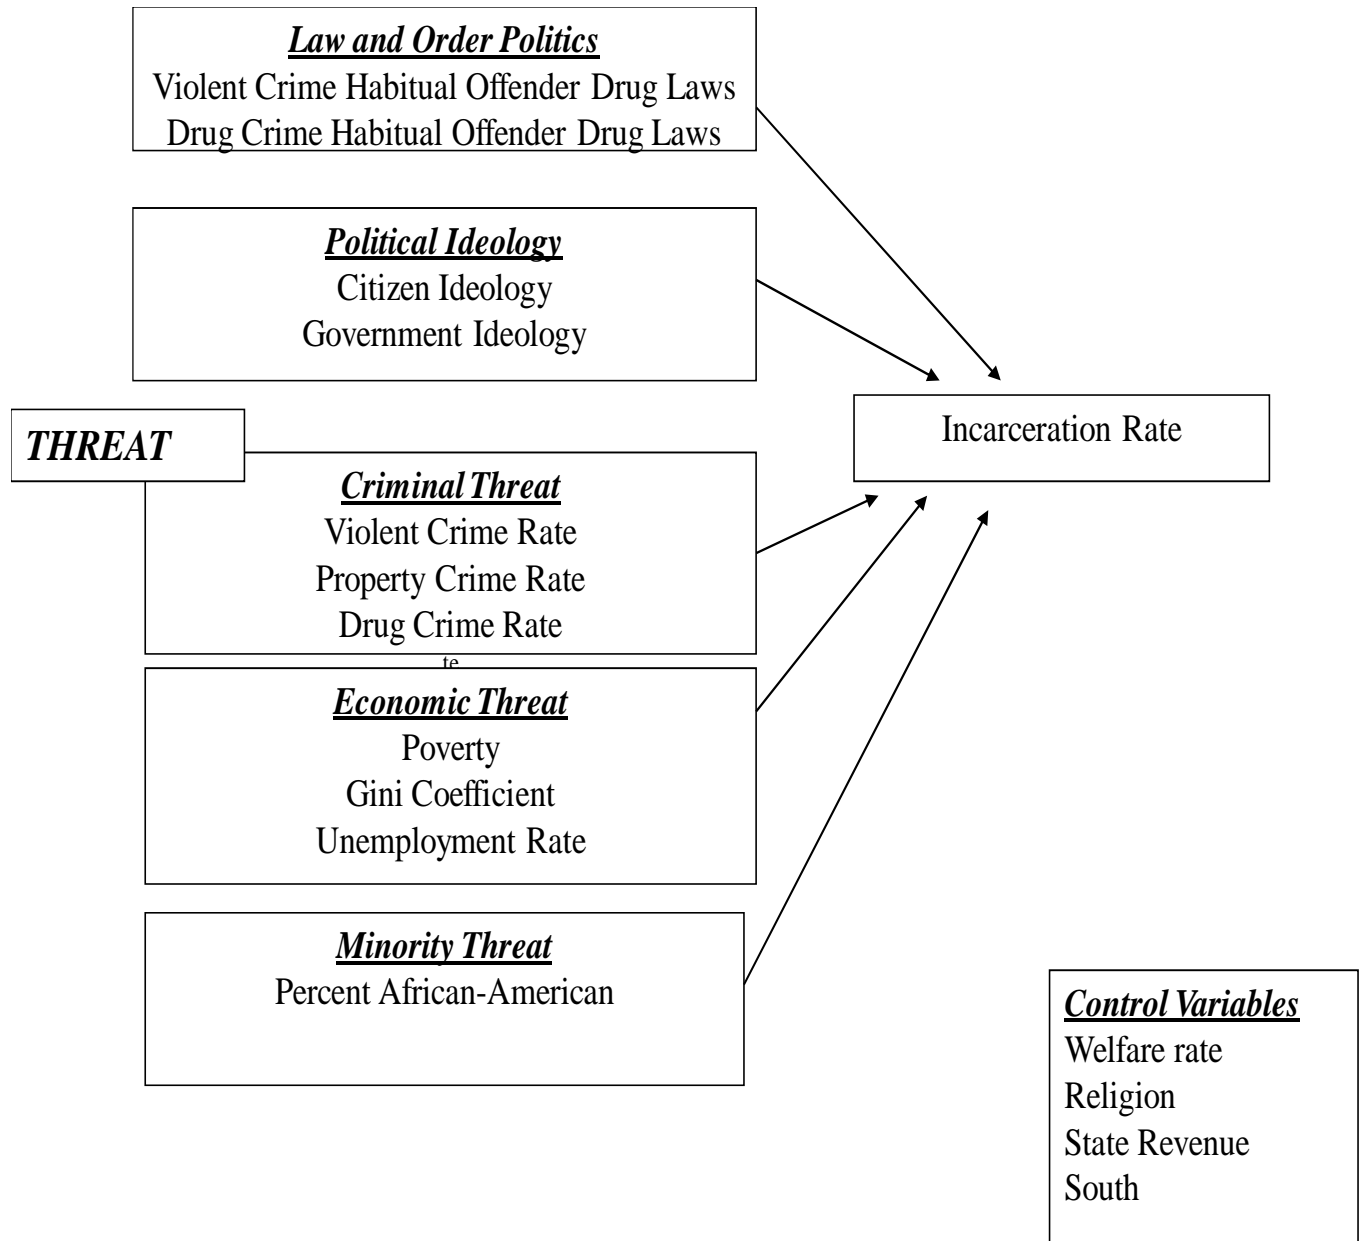 Law and Order Politics
Violent Crime Habitual Offender Drug Laws
Drug Crime Habitual Offender Drug Laws
Political Ideology
Citizen Ideology
Government Ideology
Incarceration Rate
THREAT
Criminal Threat
Violent Crime Rate
Property Crime Rate
Drug Crime Rate
te
Economic Threat
Poverty
Gini Coefficient
Unemployment Rate
Minority Threat
Percent African-American
Control Variables
Welfare rate
Religion
State Revenue
South